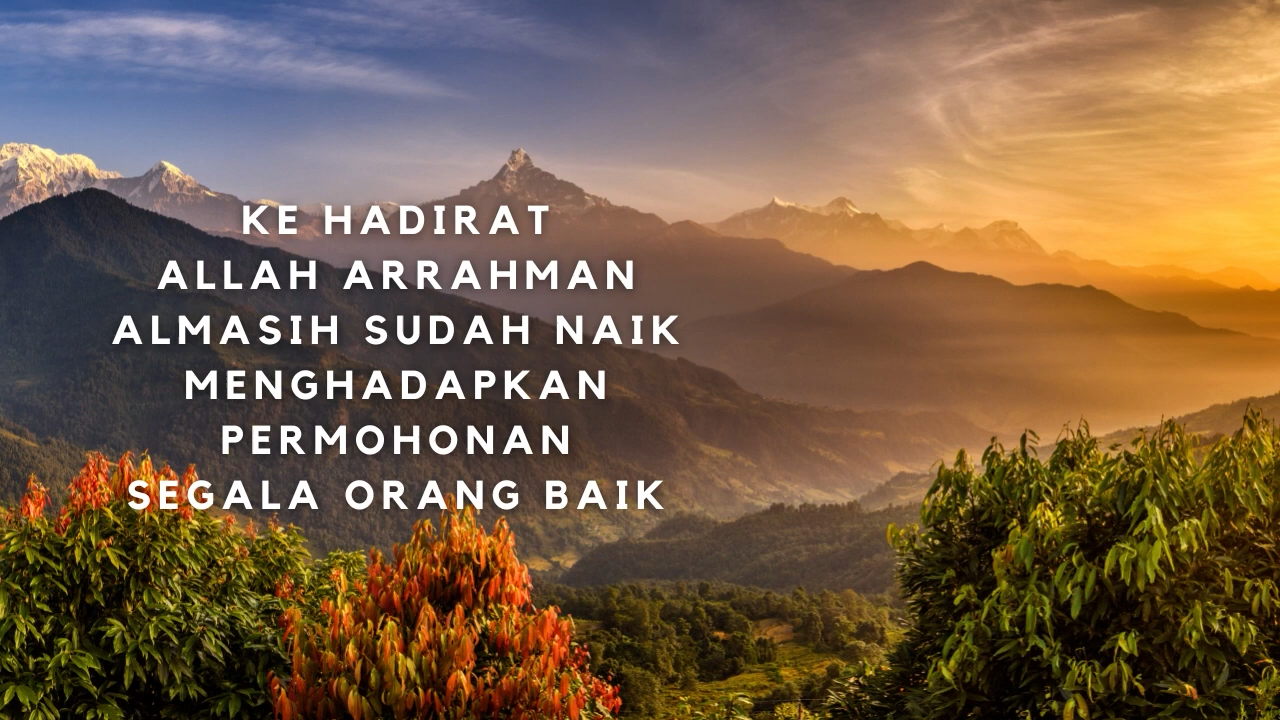 KE HADIRAT
ALLAH ARRAHMAN
ALMASIH SUDAH NAIK
MENGHADAPKAN
PERMOHONAN
SEGALA ORANG BAIK